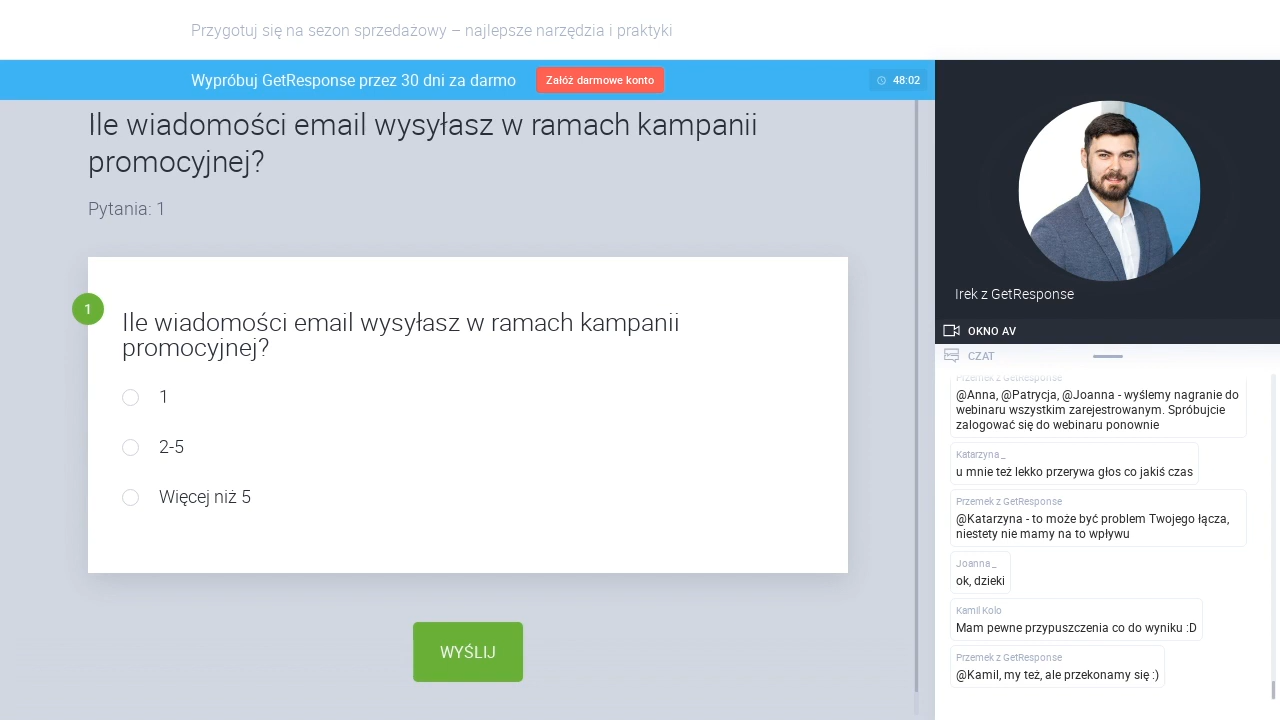 Przygotuj się na sezon sprzedażowy – najlepsze narzędzia i praktyki
Wypróbuj GetResponse przez 30 dni za darmo
Załóż darmowe konto
48:02
Ile wiadomości email wysyłasz w ramach kampanii
promocyjnej?
Pytania: 1
1
Ile wiadomości email wysyłasz w ramach kampanii
promocyjnej?
1
2-5
Więcej niż 5
WYŚLIJ
Irek z GetResponse
OKNO AV
CZAT
Przemek z GetResponse
@Anna, @Patrycja, @Joanna - wyślemy nagranie do
webinaru wszystkim zarejestrowanym. Spróbujcie
zalogować się do webinaru ponownie
Katarzyna _
u mnie też lekko przerywa głos co jakiś czas
Przemek z GetResponse
@Katarzyna - to może być problem Twojego łącza,
niestety nie mamy na to wpływu
Joanna _
ok, dzieki
Kamil Kolo
Mam pewne przypuszczenia co do wyniku :D
Przemek z GetResponse
@Kamil, my też, ale przekonamy się :)